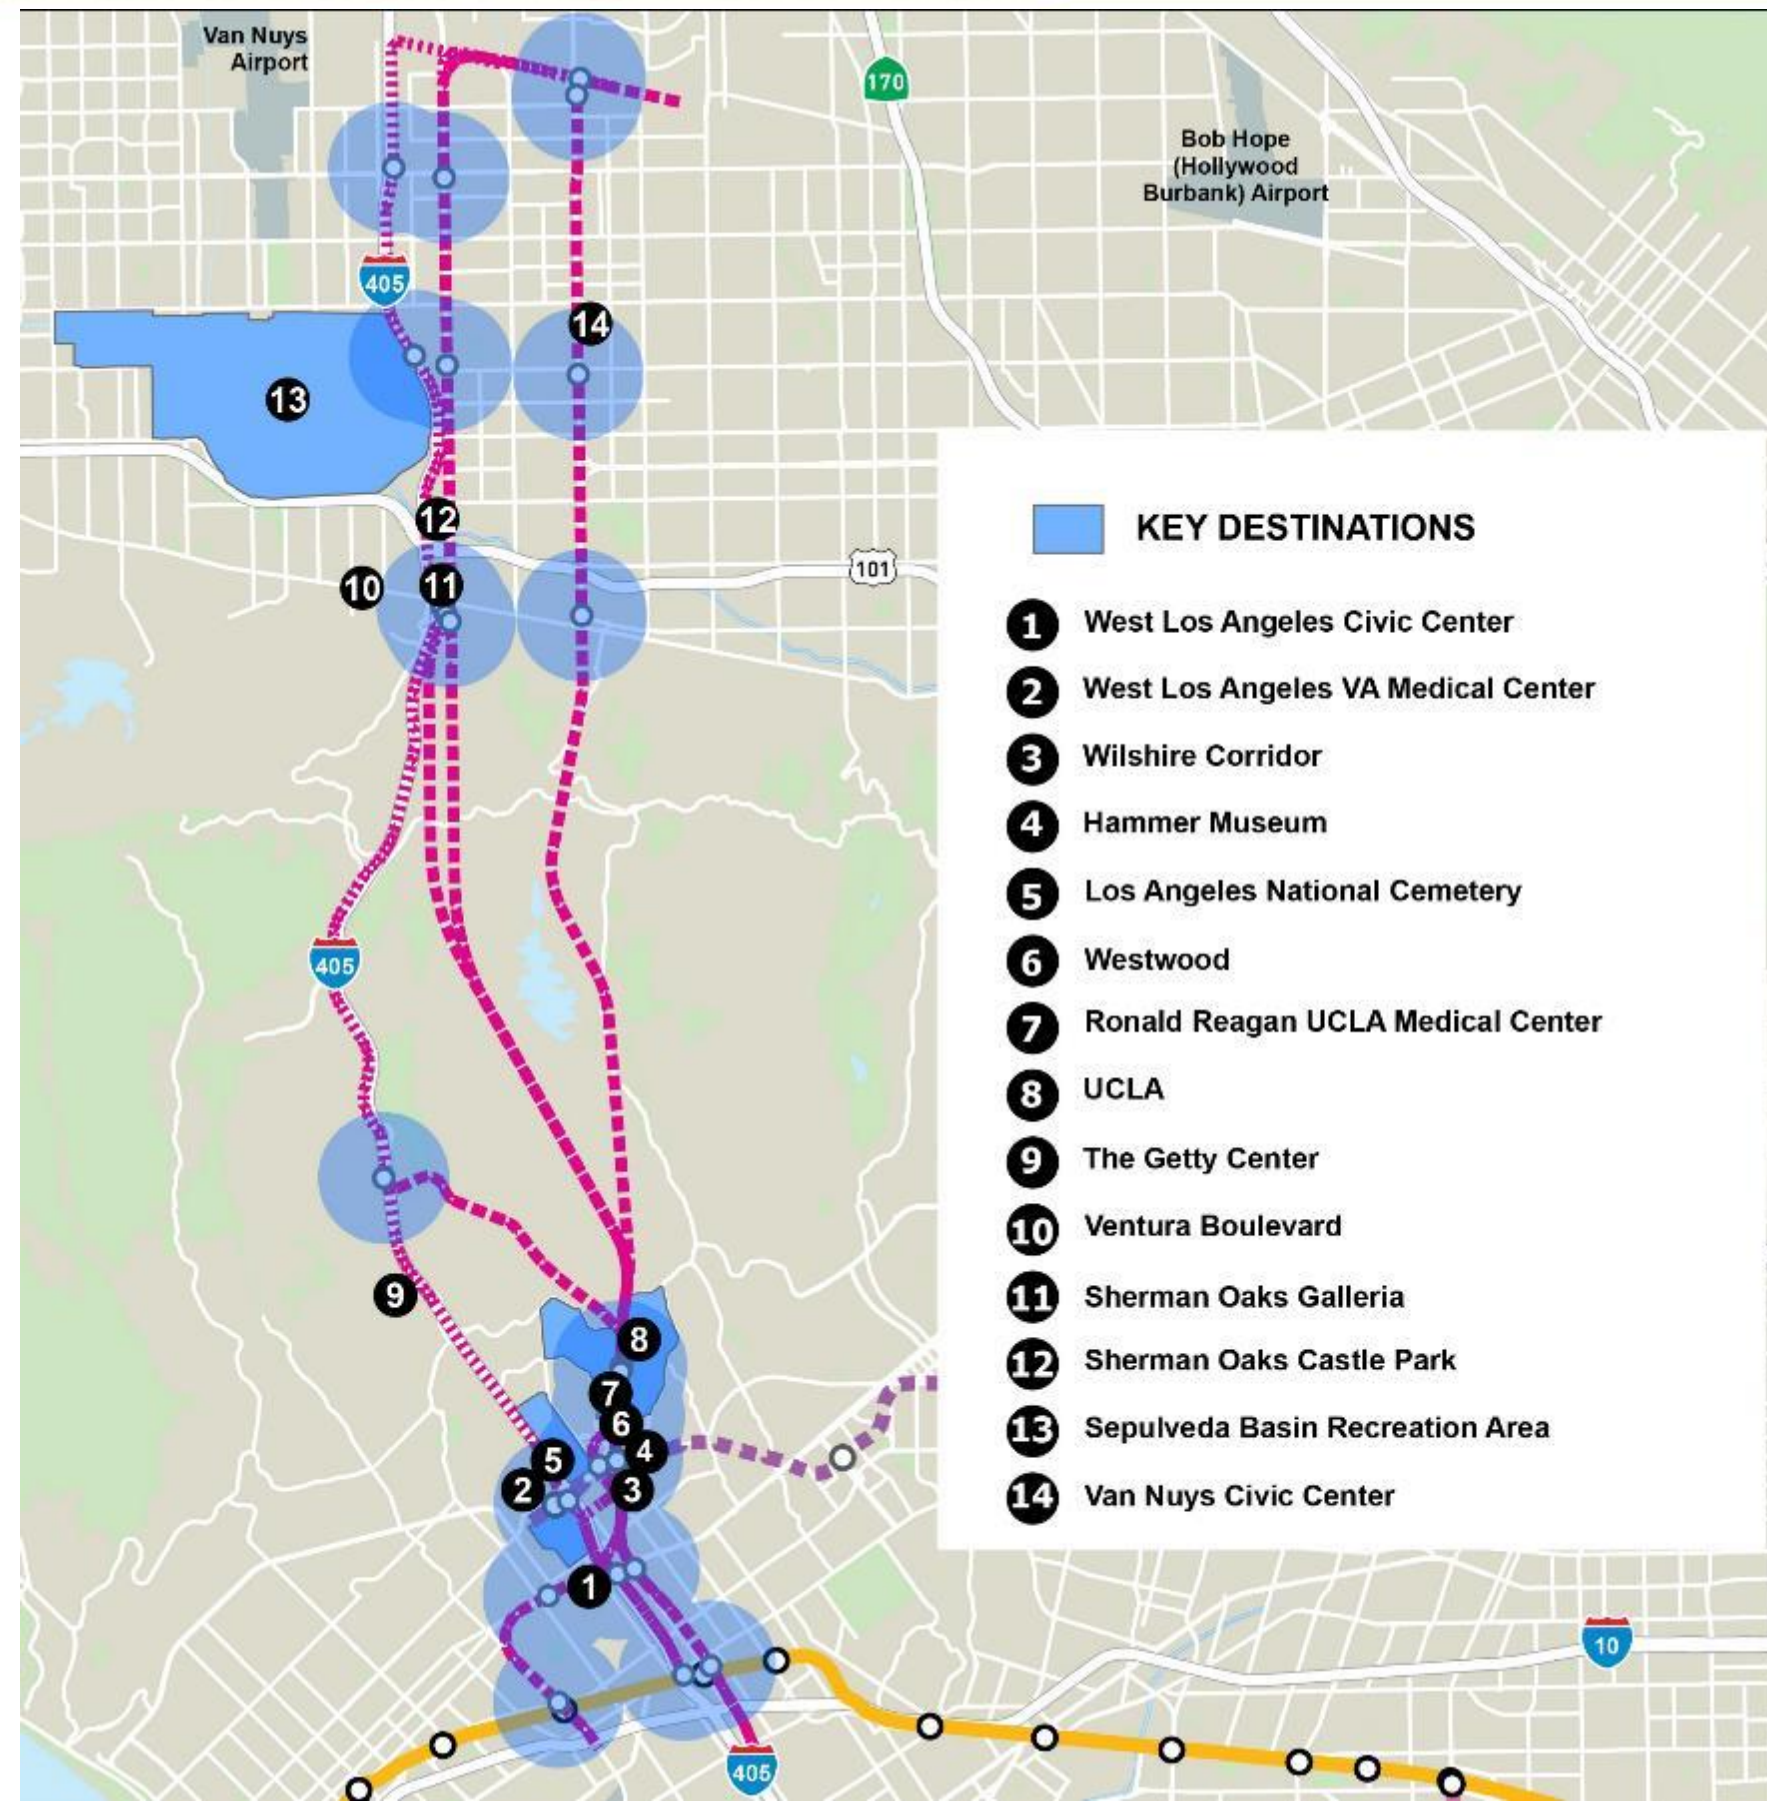 Van Nuys
Airport
170
Bob Hope
(Hollywood
Burbank) Airport
405
14
13
12
10
11
101
405
9
8
7
6
4
5
2
3
1
10
405
KEY DESTINATIONS
1 West Los Angeles Civic Center
2 West Los Angeles VA Medical Center
3 Wilshire Corridor
4 Hammer Museum
5 Los Angeles National Cemetery
6 Westwood
7 Ronald Reagan UCLA Medical Center
8 UCLA
9 The Getty Center
10 Ventura Boulevard
11 Sherman Oaks Galleria
12 Sherman Oaks Castle Park
13 Sepulveda Basin Recreation Area
14 Van Nuys Civic Center